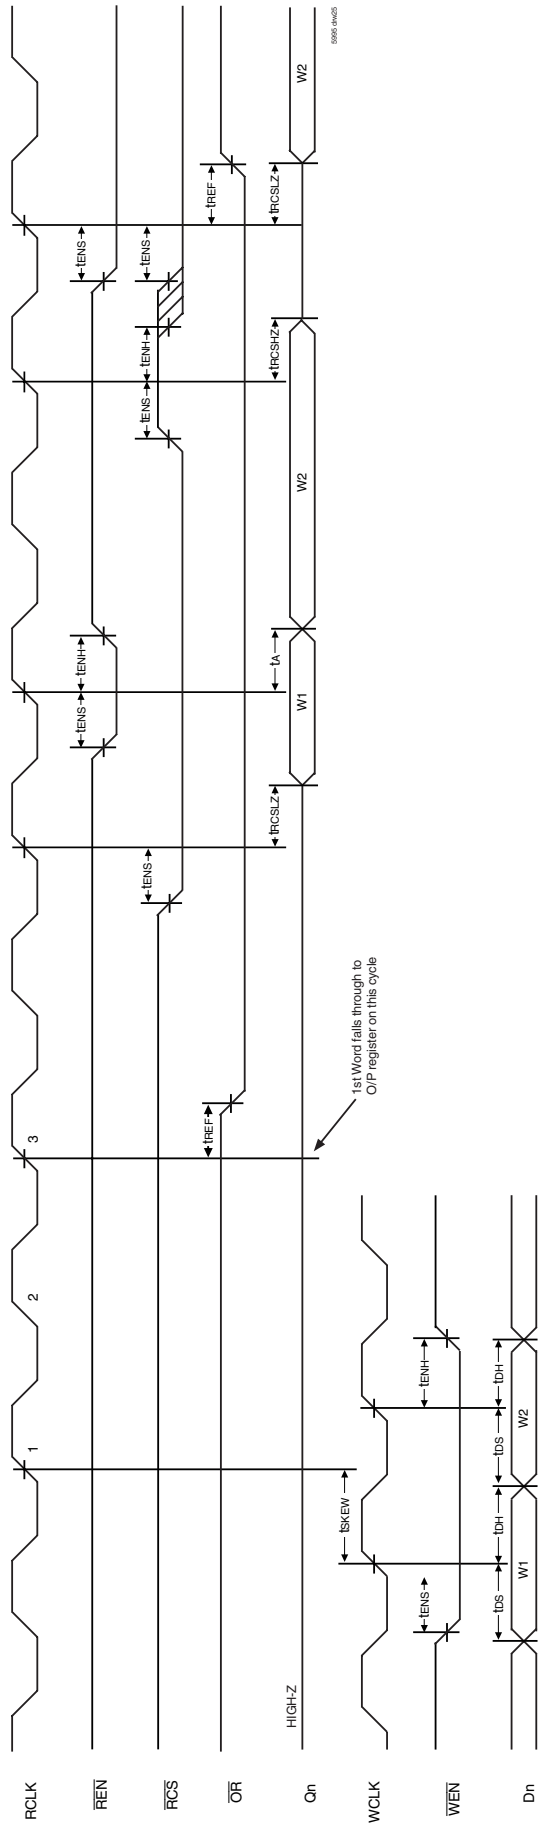 RCLK
1
2
3
REN
tENS
tENH
tENS
RCS
tENS
tENS
tENH
tENS
OR
tREF
tREF
Qn
HIGH-Z
tRCSLZ
W1
tA
W2
tRCSHZ
tRCSLZ
W2
5995 drw25
1st Word falls through to
O/P register on this cycle
tSKEW
WCLK
WEN
tENS
tENH
Dn
tDS
tDH
tDS
tDH
W1
W2